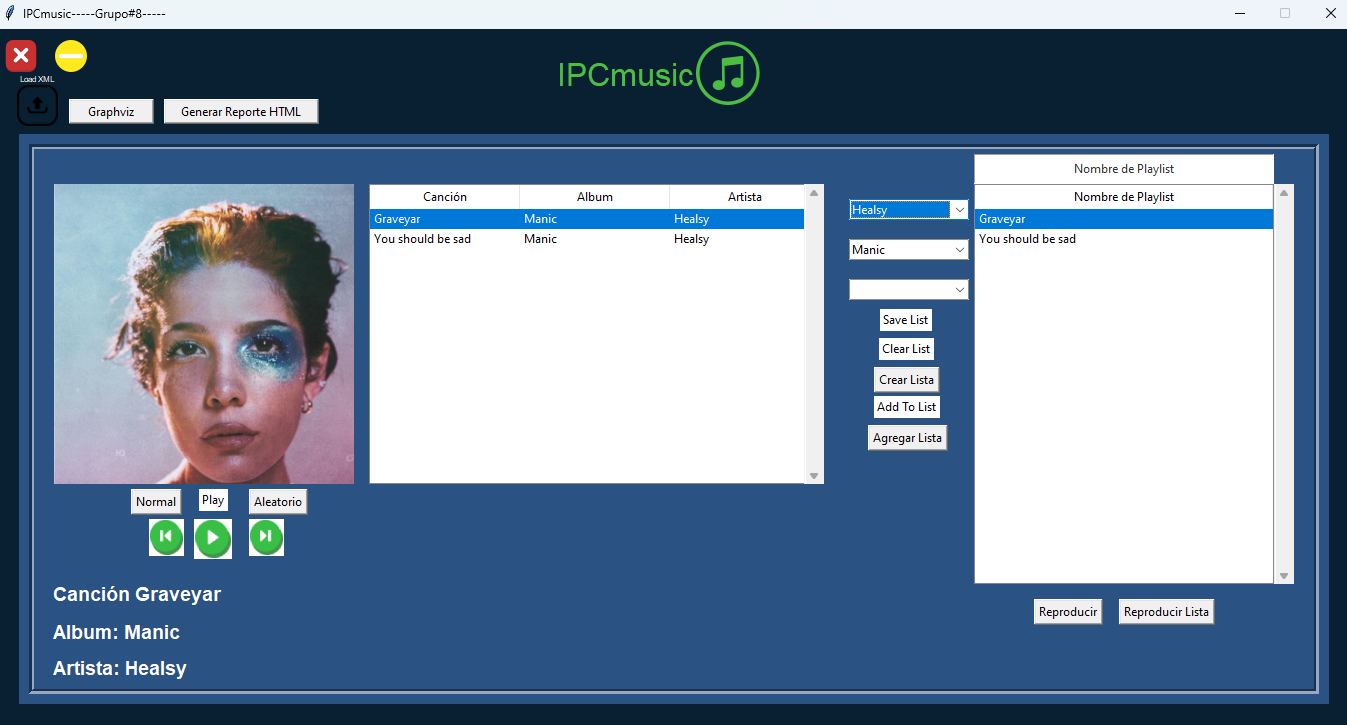 IPCmusic-----Grupo#8-----
IPCmusic
Load XML
Graphviz
Generar Reporte HTML
Nombre de Playlist
Canción Album Artista
Graveyar Manic Healsy
You should be sad Manic Healsy
Healsy
Manic
Save List
Clear List
Crear Lista
Add To List
Agregar Lista
Nombre de Playlist
Graveyar
You should be sad
Normal
Play
Aleatorio
Canción Graveyar
Album: Manic
Artista: Healsy
Reproducir
Reproducir Lista